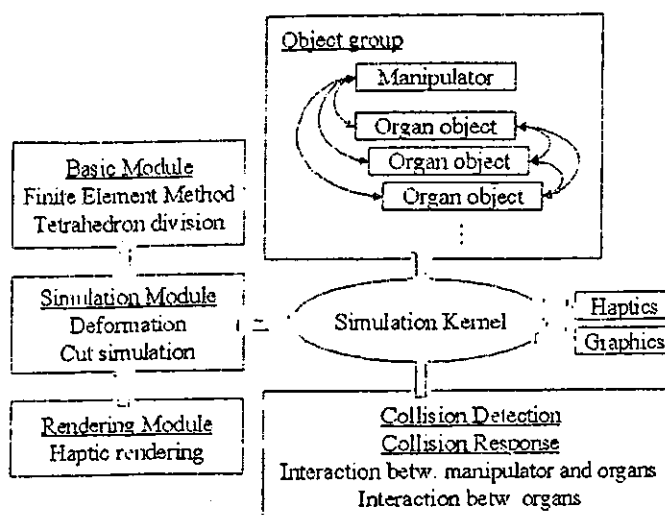 Object group
Manipulator
Organ object
Organ object
Organ object
⋮
Basic Module
Finite Element Method
Tetrahedron division
Simulation Module
Deformation
Cut simulation
Simulation Kernel
Haptics
Graphics
Rendering Module
Haptic rendering
Collision Detection
Collision Response
Interaction betw. manipulator and organs
Interaction betw organs